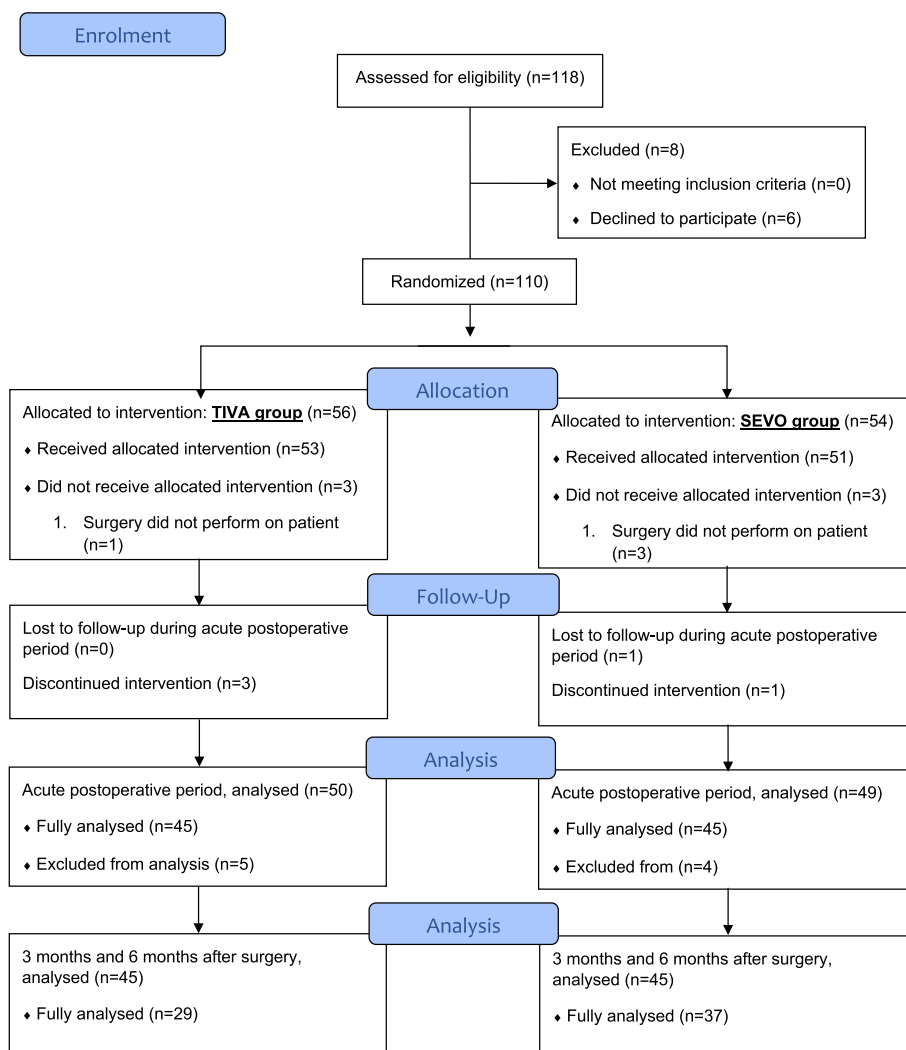 Enrolment
Assessed for eligibility (n=118)
Excluded (n=8)
♦ Not meeting inclusion criteria (n=0)
♦ Declined to participate (n=6)
Randomized (n=110)
Allocation
Allocated to intervention: TIVA group (n=56)
♦ Received allocated intervention (n=53)
♦ Did not receive allocated intervention (n=3)
1. Surgery did not perform on patient
(n=1)
Allocated to intervention: SEVO group (n=54)
♦ Received allocated intervention (n=51)
♦ Did not receive allocated intervention (n=3)
1. Surgery did not perform on patient
(n=3)
Follow-Up
Lost to follow-up during acute postoperative
period (n=0)
Discontinued intervention (n=3)
Lost to follow-up during acute postoperative
period (n=1)
Discontinued intervention (n=1)
Analysis
Acute postoperative period, analysed (n=50)
♦ Fully analysed (n=45)
♦ Excluded from analysis (n=5)
Acute postoperative period, analysed (n=49)
♦ Fully analysed (n=45)
♦ Excluded from (n=4)
Analysis
3 months and 6 months after surgery,
analysed (n=45)
♦ Fully analysed (n=29)
3 months and 6 months after surgery,
analysed (n=45)
♦ Fully analysed (n=37)